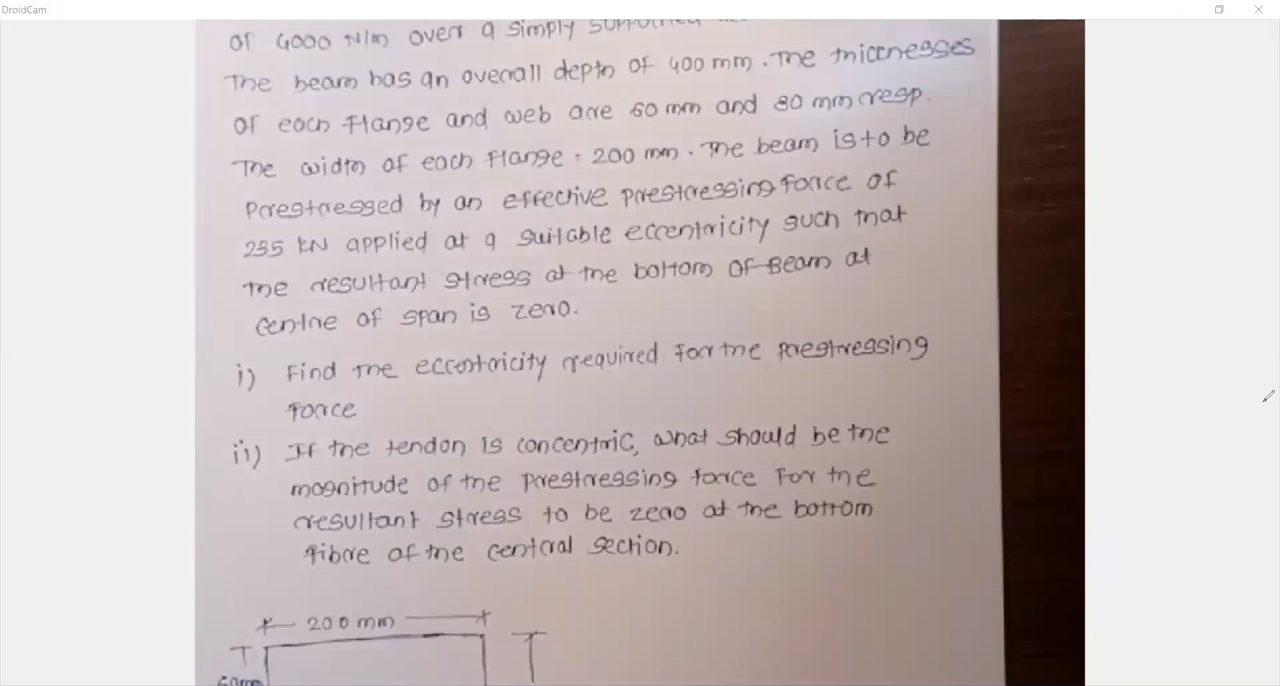 DroidCam
of 4000 N/m over a simply supported
The beam has an overall depth of 400 mm. The thicknesses
of each flange and web are 60 mm and 80 mm resp.
The width of each flange = 200 mm. The beam is to be
prestressed by an effective prestressing force of
235 kN applied at a suitable eccentricity such that
the resultant stress at the bottom of Beam at
centre of span is zero.
i) Find the eccentricity required for the prestressing
force
ii) If the tendon is concentric, what should be the
magnitude of the prestressing force for the
resultant stress to be zero at the bottom
fibre of the central section.
200 mm
60mm